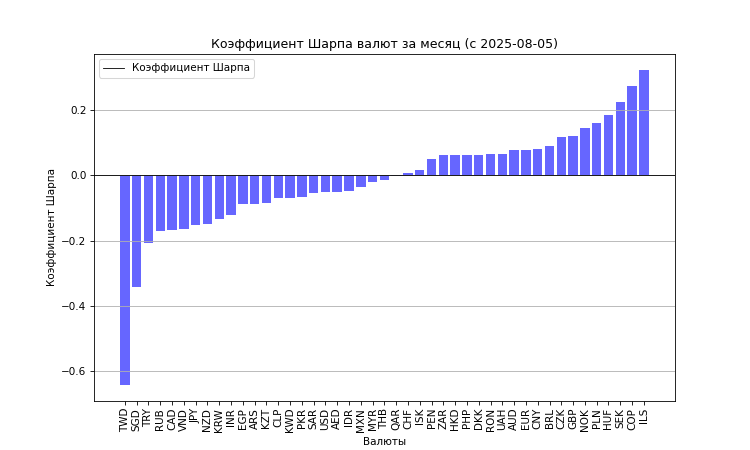 Коэффициент Шарпа валют за месяц (с 2025-08-05)
Коэффициент Шарпа
Коэффициент Шарпа
0.2
0.0
−0.2
−0.4
−0.6
TWD
SGD
TRY
RUB
CAD
VND
JPY
NZD
KRW
INR
EGP
ARS
KZT
CLP
KWD
PKR
SAR
USD
AED
IDR
MXN
MYR
THB
QAR
CHF
ISK
PEN
ZAR
HKD
PHP
DKK
RON
UAH
AUD
EUR
CNY
BRL
CZK
GBP
NOK
PLN
HUF
SEK
COP
ILS
Валюты